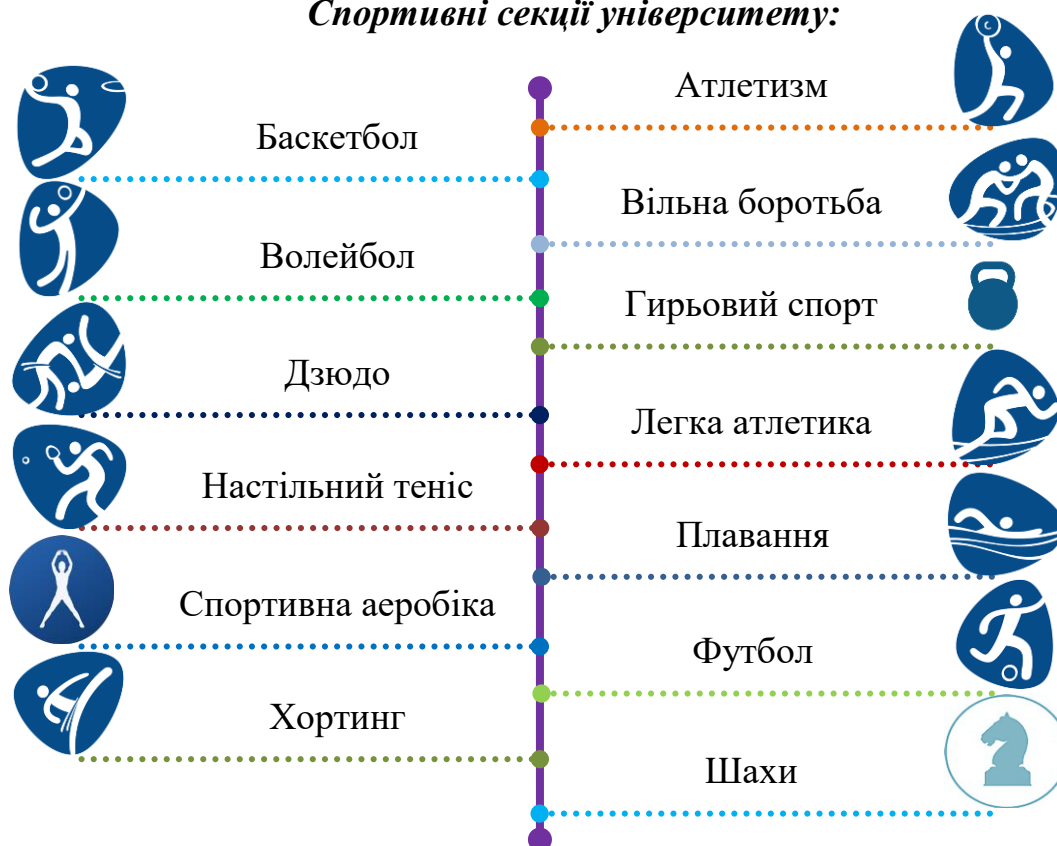 Спортивні секції університету:
Атлетизм
Баскетбол
Вільна боротьба
Волейбол
Гирьовий спорт
Дзюдо
Легка атлетика
Настільний теніс
Плавання
Спортивна аеробіка
Футбол
Хортинг
Шахи